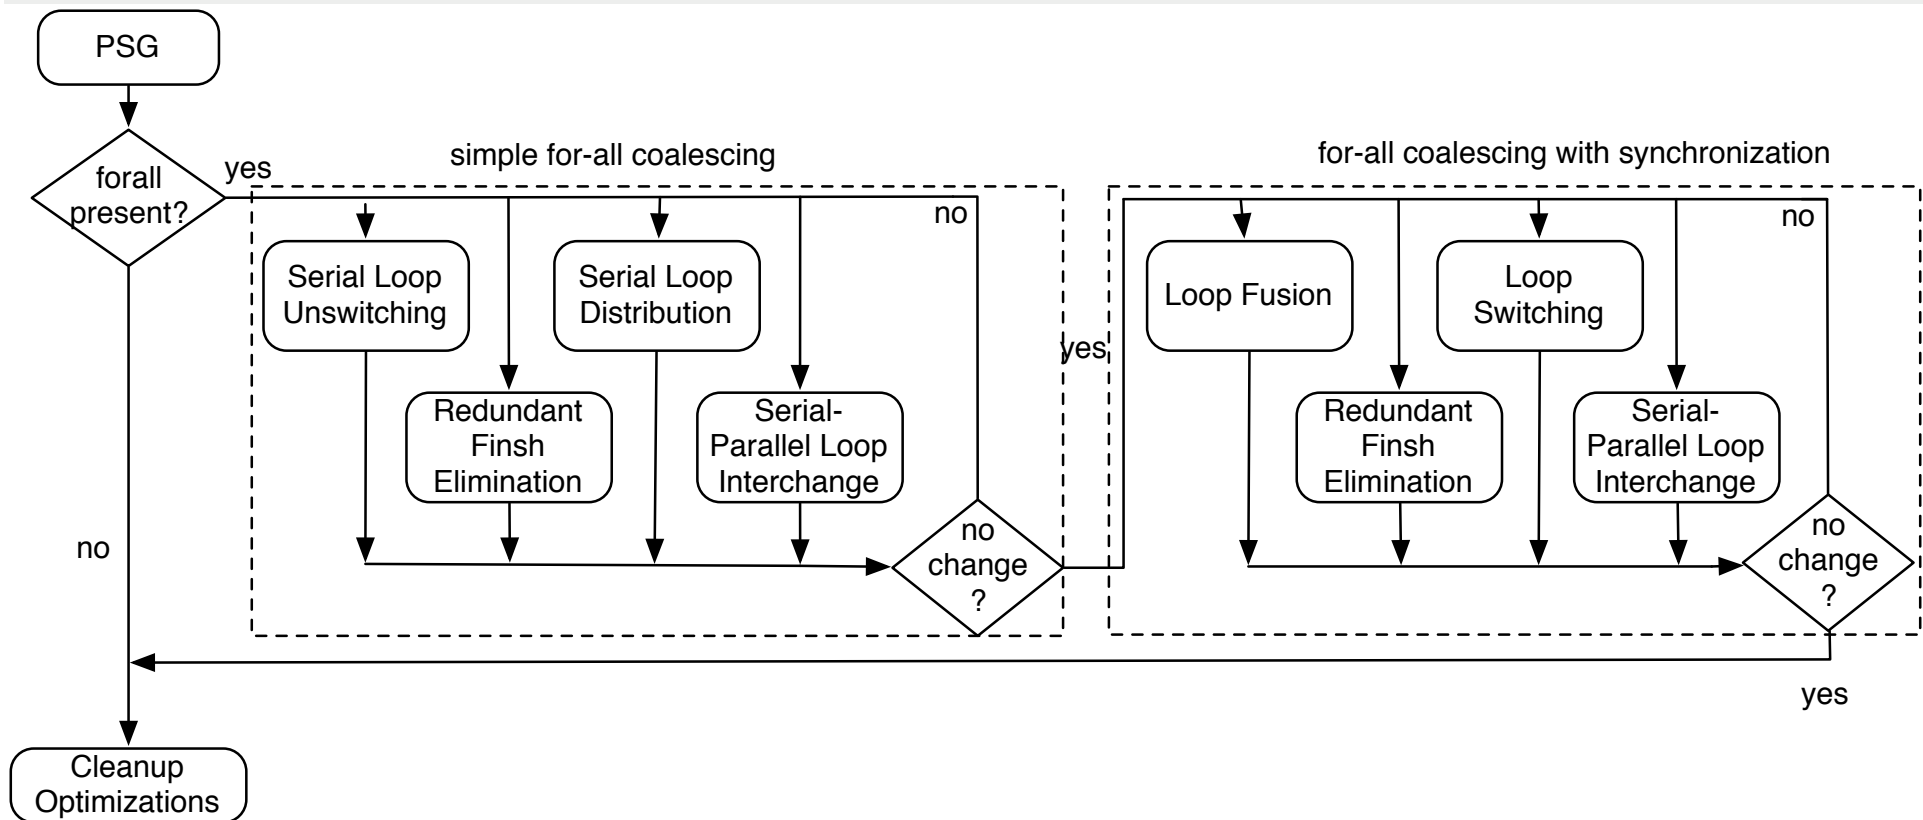 PSG
forall
present?
yes
simple for-all coalescing
for-all coalescing with synchronization
no
no
Serial Loop
Unswitching
Serial Loop
Distribution
Loop Fusion
Loop
Switching
yes
Redundant
Finsh
Elimination
Serial-
Parallel Loop
Interchange
Redundant
Finsh
Elimination
Serial-
Parallel Loop
Interchange
no
no
change
?
no
change
?
yes
Cleanup
Optimizations